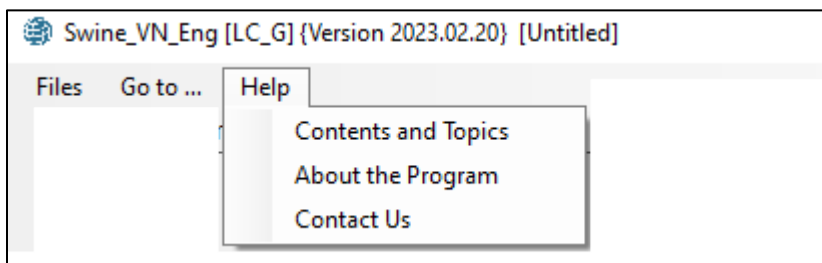 Swine_VN_Eng [LC_G] {Version 2023.02.20} [Untitled]
Files Go to ... Help
Contents and Topics
About the Program
Contact Us